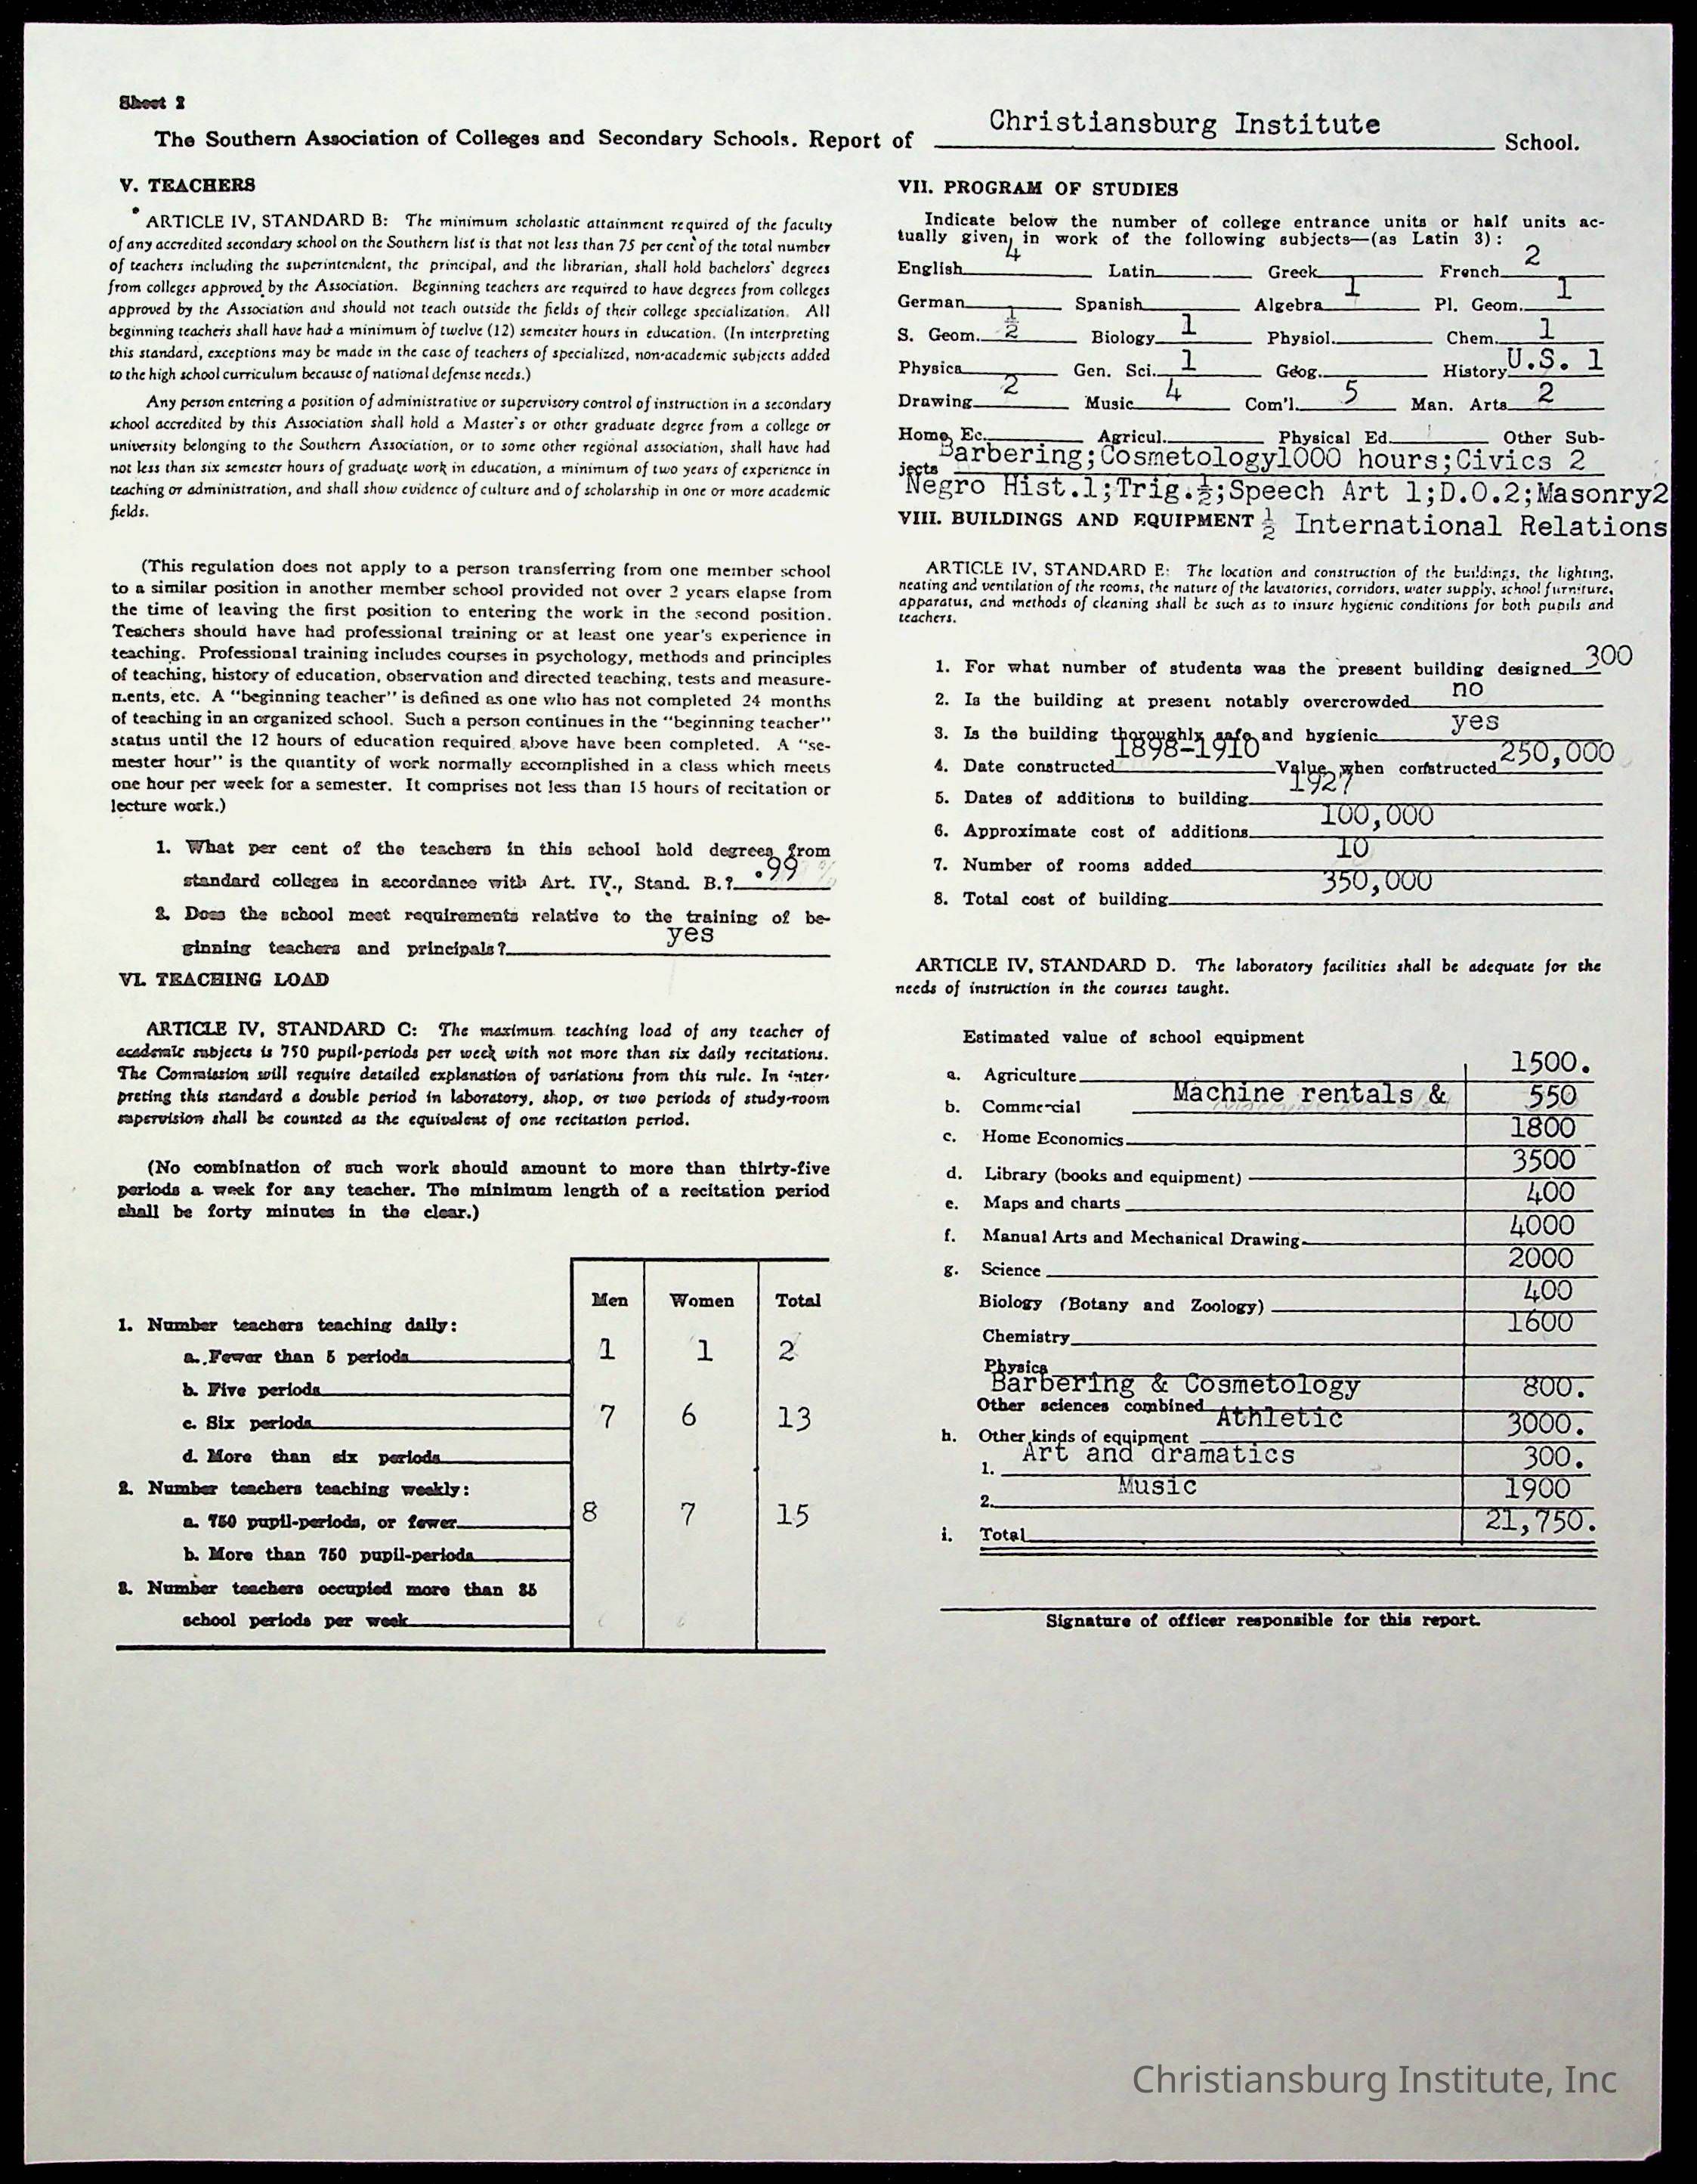 Sheet 2
The Southern Association of Colleges and Secondary Schools. Report of Christiansburg Institute School.
V. TEACHERS
ARTICLE IV, STANDARD B: The minimum scholastic attainment required of the faculty
of any accredited secondary school on the Southern list is that not less than 75 per cent of the total number
of teachers including the superintendent, the principal, and the librarian, shall hold bachelors' degrees
from colleges approved by the Association. Beginning teachers are required to have degrees from colleges
approved by the Association and should not teach outside the fields of their college specialization. All
beginning teachers shall have had a minimum of twelve (12) semester hours in education. (In interpreting
this standard, exceptions may be made in the case of teachers of specialized, non-academic subjects added
to the high school curriculum because of national defense needs.)
Any person entering a position of administrative or supervisory control of instruction in a secondary
school accredited by this Association shall hold a Master's or other graduate degree from a college or
university belonging to the Southern Association, or to some other regional association, shall have had
not less than six semester hours of graduate work in education, a minimum of two years of experience in
teaching or administration, and shall show evidence of culture and of scholarship in one or more academic
fields.
(This regulation does not apply to a person transferring from one member school
to a similar position in another member school provided not over 2 years elapse from
the time of leaving the first position to entering the work in the second position.
Teachers should have had professional training or at least one year's experience in
teaching. Professional training includes courses in psychology, methods and principles
of teaching, history of education, observation and directed teaching, tests and measure-
ments, etc. A "beginning teacher" is defined as one who has not completed 24 months
of teaching in an organized school. Such a person continues in the "beginning teacher"
status until the 12 hours of education required above have been completed. A "se-
mester hour" is the quantity of work normally accomplished in a class which meets
one hour per week for a semester. It comprises not less than 15 hours of recitation or
lecture work.)
1. What per cent of the teachers in this school hold degrees from
standard colleges in accordance with Art. IV., Stand. B.? .99
2. Does the school meet requirements relative to the training of be-
ginning teachers and principals? yes
VI. TEACHING LOAD
ARTICLE IV, STANDARD C: The maximum teaching load of any teacher of
academic subjects is 750 pupil-periods per week with not more than six daily recitations.
The Commission will require detailed explanation of variations from this rule. In inter-
preting this standard a double period in laboratory, shop, or two periods of study-room
supervision shall be counted as the equivalent of one recitation period.
(No combination of such work should amount to more than thirty-five
periods a week for any teacher. The minimum length of a recitation period
shall be forty minutes in the clear.)
Men Women Total
1. Number teachers teaching daily:
a. Fewer than 5 periods 1 1 2
b. Five periods
c. Six periods 7 6 13
d. More than six periods
2. Number teachers teaching weekly:
a. 750 pupil-periods, or fewer 8 7 15
b. More than 750 pupil-periods
3. Number teachers occupied more than 35
school periods per week
VII. PROGRAM OF STUDIES
Indicate below the number of college entrance units or half units ac-
tually given in work of the following subjects—(as Latin 3):
English 4 Latin Greek French 2
German Spanish Algebra 1 Pl. Geom. 1
S. Geom. ½ Biology 1 Physiol. Chem. 1
Physics Gen. Sci. 1 Geog. History U.S. 1
Drawing 2 Music 4 Com'l. 5 Man. Arts 2
Home Ec. Agricul. Physical Ed. Other Sub-
jects Barbering;Cosmetology1000 hours;Civics 2
Negro Hist.1;Trig.½;Speech Art 1;D.O.2;Masonry2
VIII. BUILDINGS AND EQUIPMENT ½ International Relations
ARTICLE IV, STANDARD E: The location and construction of the buildings, the lighting,
heating and ventilation of the rooms, the nature of the lavatories, corridors, water supply, school furniture,
apparatus, and methods of cleaning shall be such as to insure hygienic conditions for both pupils and
teachers.
1. For what number of students was the present building designed 300
2. Is the building at present notably overcrowded no
3. Is the building thoroughly safe and hygienic yes
4. Date constructed 1898-1910 Value when constructed 250,000
5. Dates of additions to building 1927
6. Approximate cost of additions 100,000
7. Number of rooms added 10
8. Total cost of building 350,000
ARTICLE IV, STANDARD D. The laboratory facilities shall be adequate for the
needs of instruction in the courses taught.
Estimated value of school equipment
a. Agriculture 1500.
b. Commercial Machine rentals & 550
c. Home Economics 1800
d. Library (books and equipment) 3500
e. Maps and charts 400
f. Manual Arts and Mechanical Drawing 4000
g. Science 2000
Biology (Botany and Zoology) 400
Chemistry 1600
Physics
Barbering & Cosmetology 800.
Other sciences combined
h. Other kinds of equipment Athletic 3000.
1. Art and dramatics 300.
2. Music 1900
i. Total 21,750.
Signature of officer responsible for this report.
Christiansburg Institute, Inc